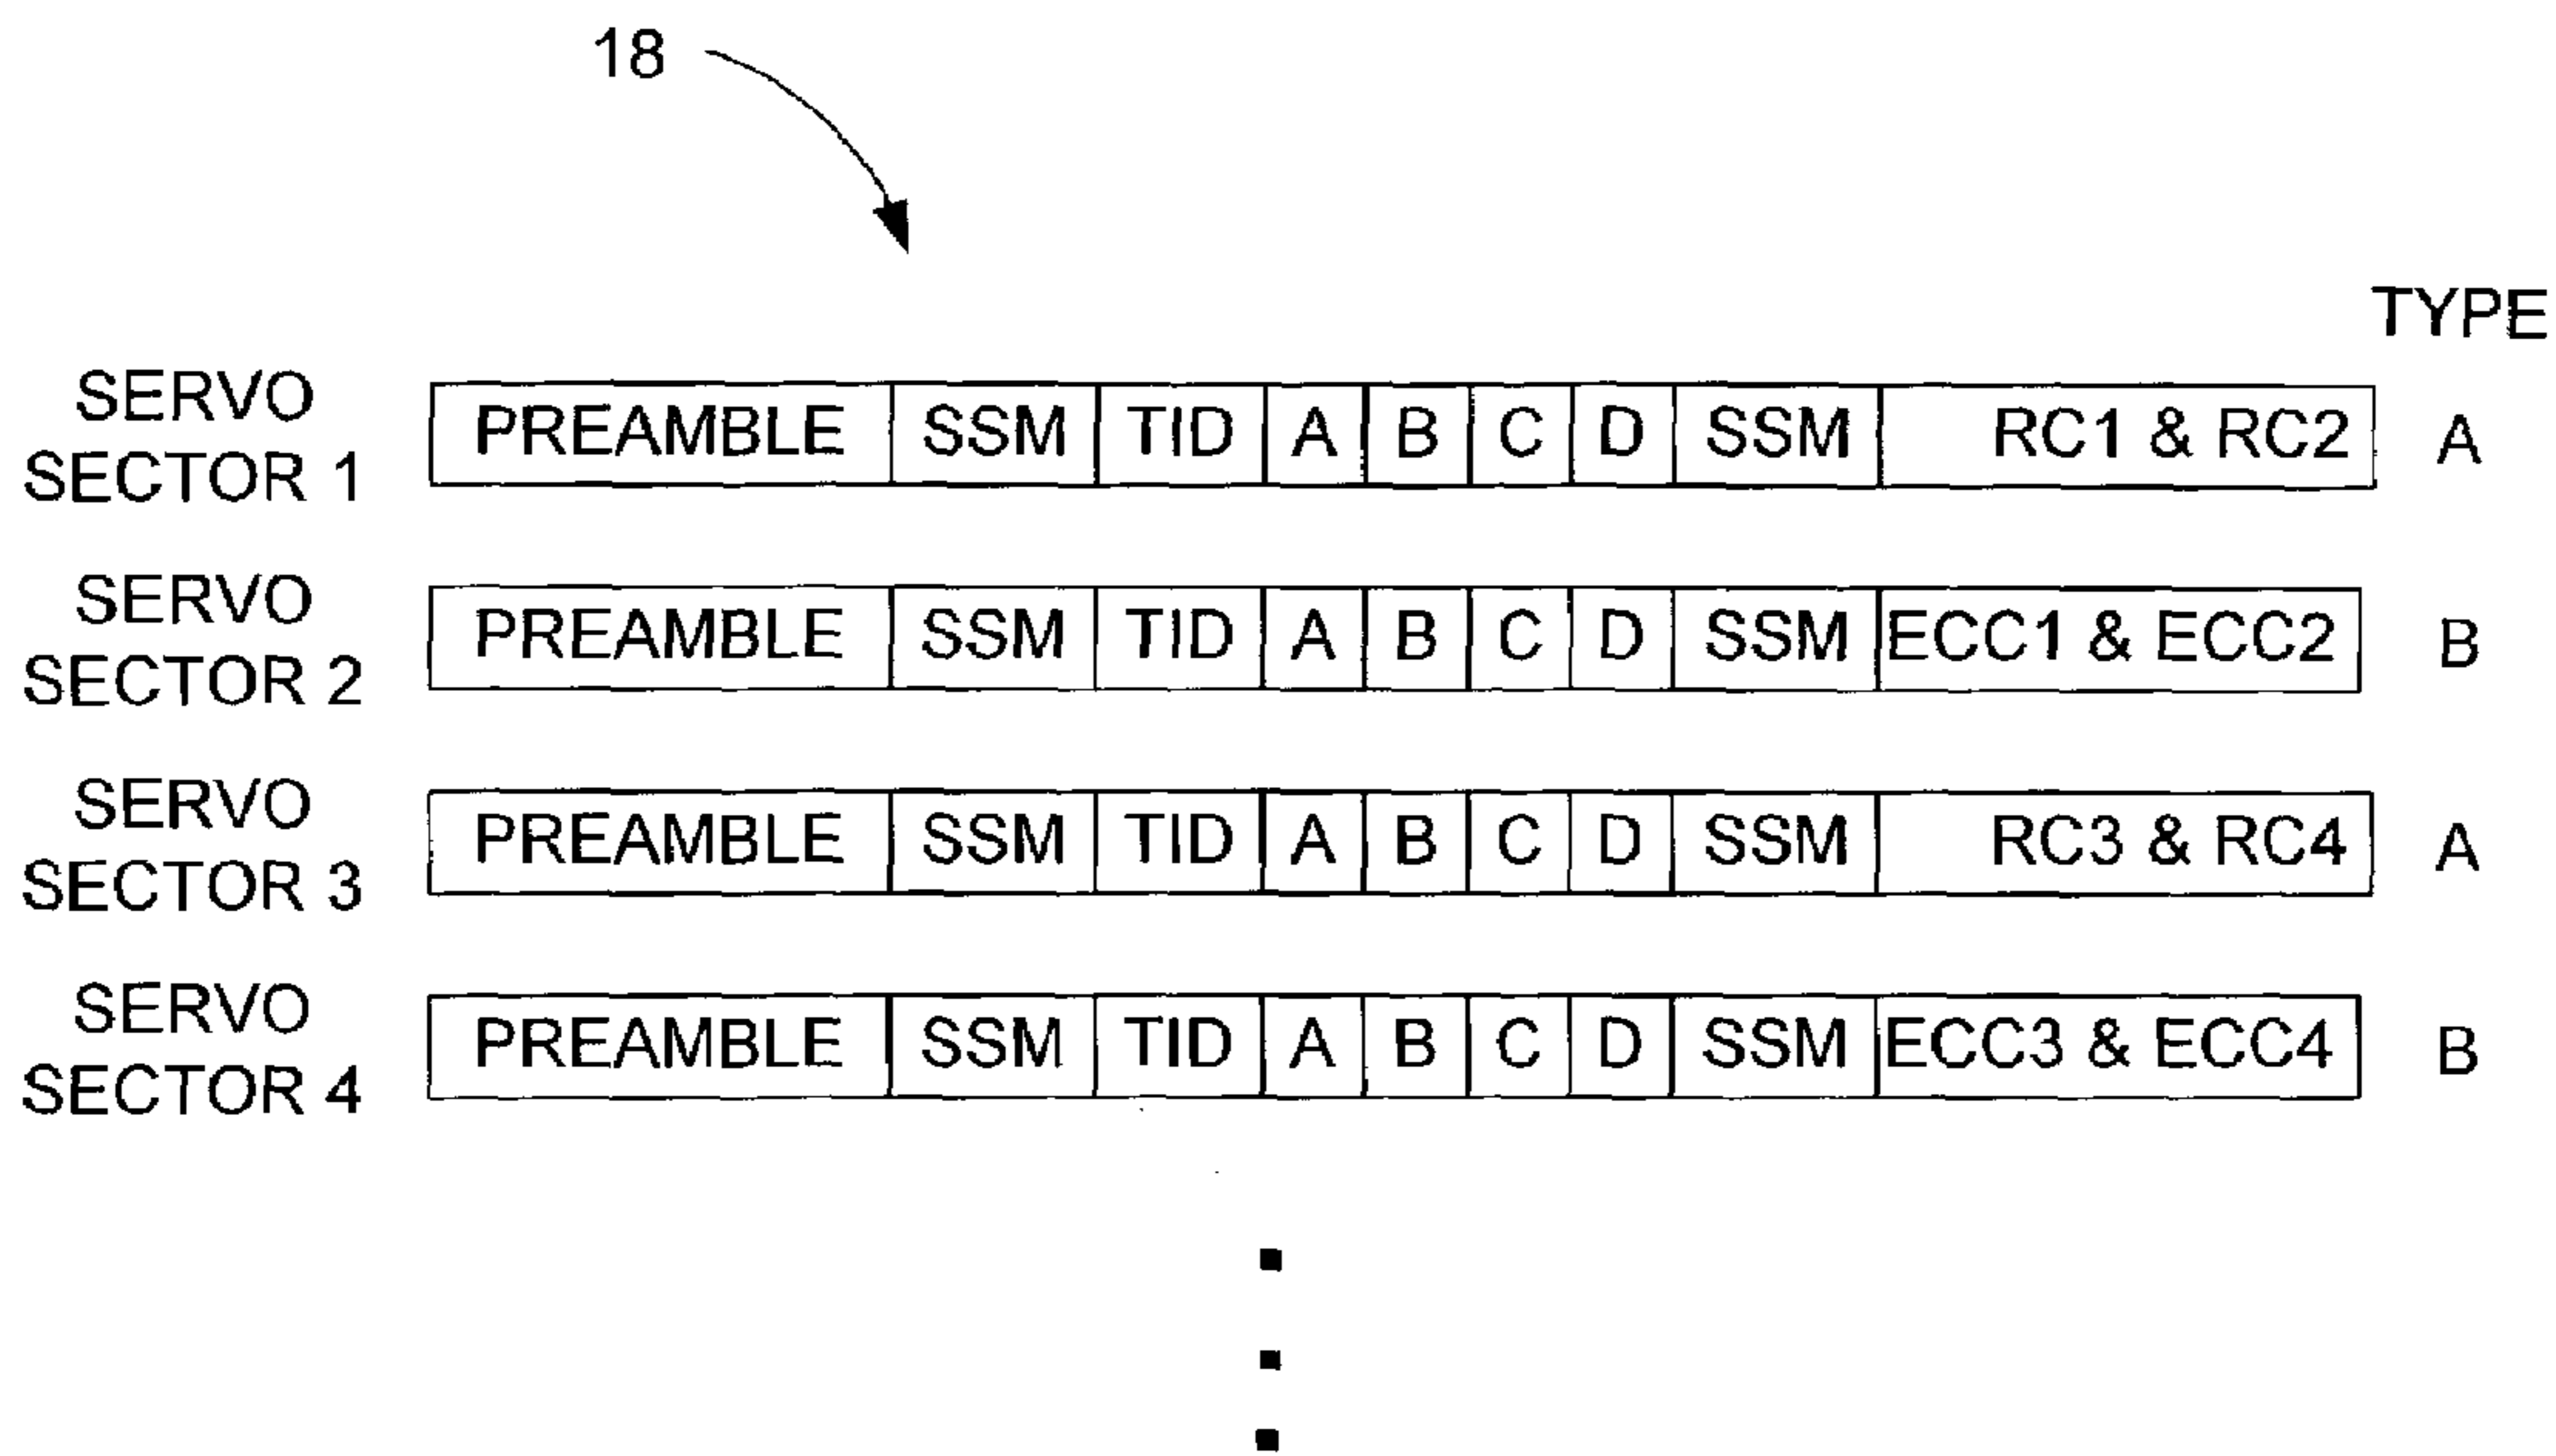 18
TYPE
SERVO
SECTOR 1
PREAMBLE SSM TID A B C D SSM RC1 & RC2 A
SERVO
SECTOR 2
PREAMBLE SSM TID A B C D SSM ECC1 & ECC2 B
SERVO
SECTOR 3
PREAMBLE SSM TID A B C D SSM RC3 & RC4 A
SERVO
SECTOR 4
PREAMBLE SSM TID A B C D SSM ECC3 & ECC4 B